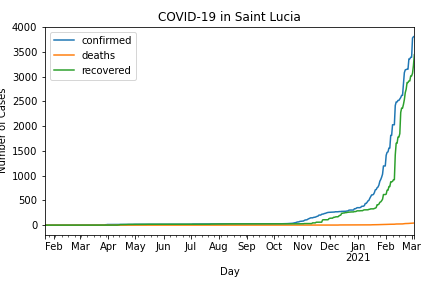 COVID-19 in Saint Lucia
confirmed
deaths
recovered
4000
3500
3000
2500
2000
1500
1000
500
0
Number of Cases
Feb Mar Apr May Jun Jul Aug Sep Oct Nov Dec Jan Feb Mar
2021
Day